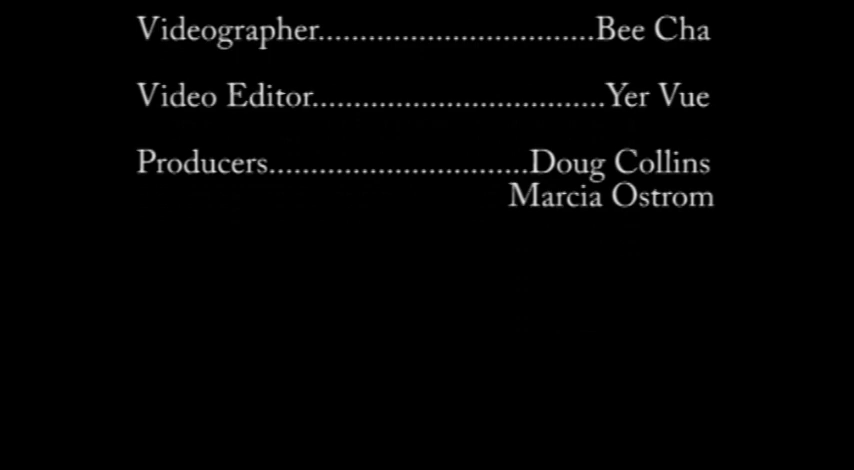 Videographer.................................Bee Cha
Video Editor...................................Yer Vue
Producers...............................Doug Collins
Marcia Ostrom